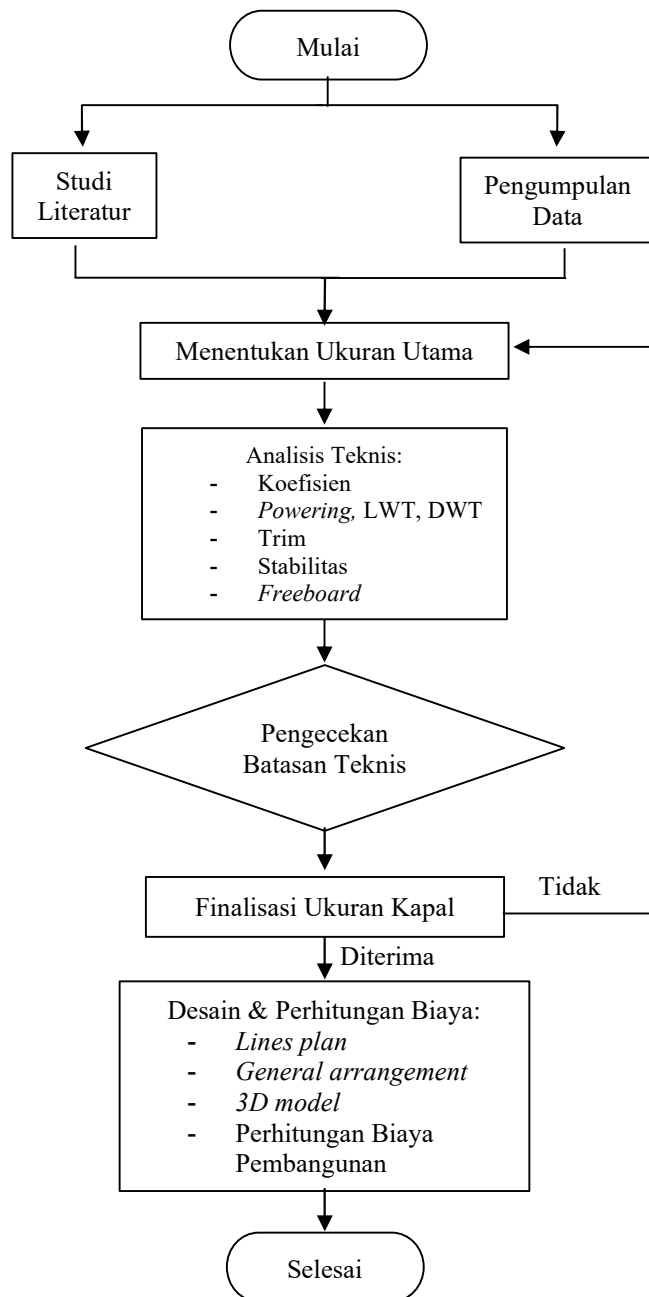 Mulai
Studi
Literatur
Pengumpulan
Data
Menentukan Ukuran Utama
Analisis Teknis:
- Koefisien
- Powering, LWT, DWT
- Trim
- Stabilitas
- Freeboard
Pengecekan
Batasan Teknis
Finalisasi Ukuran Kapal
Tidak
Diterima
Desain & Perhitungan Biaya:
- Lines plan
- General arrangement
- 3D model
- Perhitungan Biaya
Pembangunan
Selesai